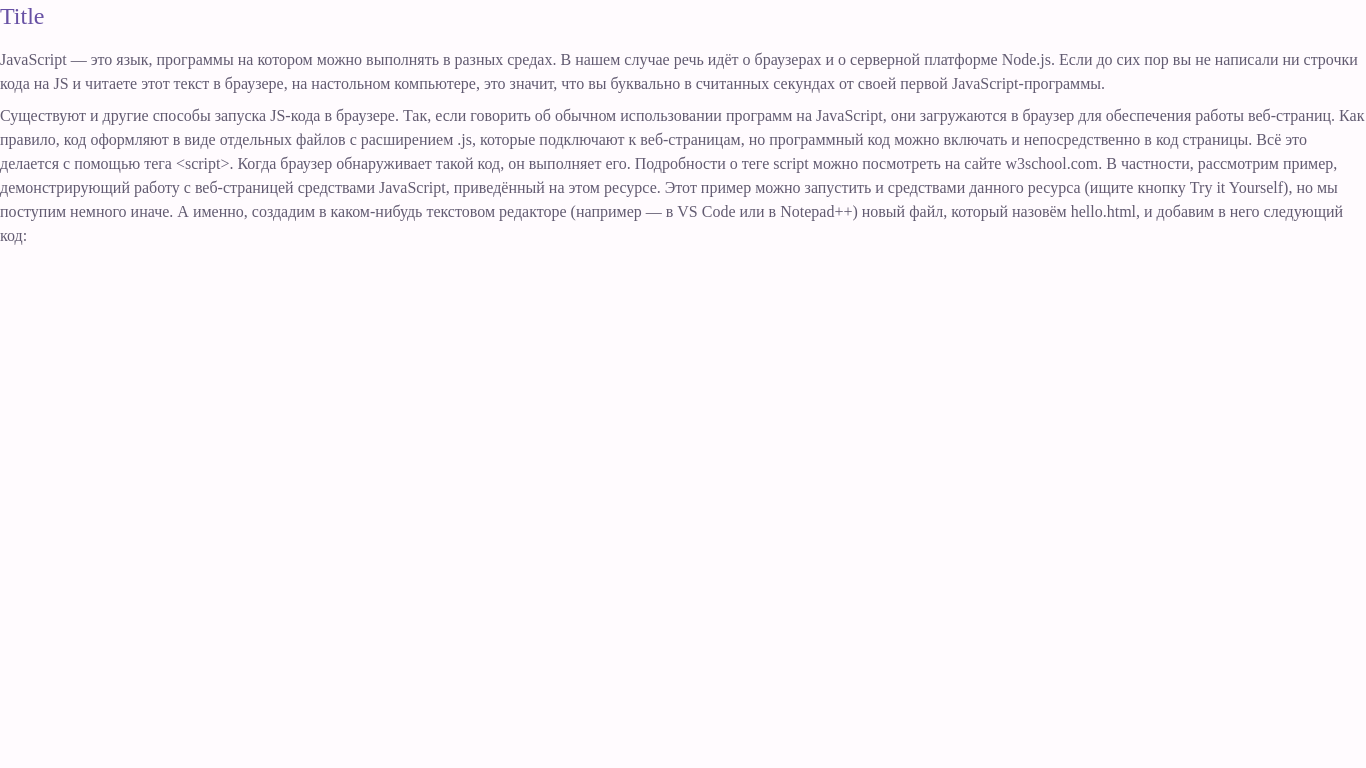 Title
JavaScript — это язык, программы на котором можно выполнять в разных средах. В нашем случае речь идёт о браузерах и о серверной платформе Node.js. Если до сих пор вы не написали ни строчки
кода на JS и читаете этот текст в браузере, на настольном компьютере, это значит, что вы буквально в считанных секундах от своей первой JavaScript-программы.
Существуют и другие способы запуска JS-кода в браузере. Так, если говорить об обычном использовании программ на JavaScript, они загружаются в браузер для обеспечения работы веб-страниц. Как
правило, код оформляют в виде отдельных файлов с расширением .js, которые подключают к веб-страницам, но программный код можно включать и непосредственно в код страницы. Всё это
делается с помощью тега <script>. Когда браузер обнаруживает такой код, он выполняет его. Подробности о теге script можно посмотреть на сайте w3school.com. В частности, рассмотрим пример,
демонстрирующий работу с веб-страницей средствами JavaScript, приведённый на этом ресурсе. Этот пример можно запустить и средствами данного ресурса (ищите кнопку Try it Yourself), но мы
поступим немного иначе. А именно, создадим в каком-нибудь текстовом редакторе (например — в VS Code или в Notepad++) новый файл, который назовём hello.html, и добавим в него следующий
код: